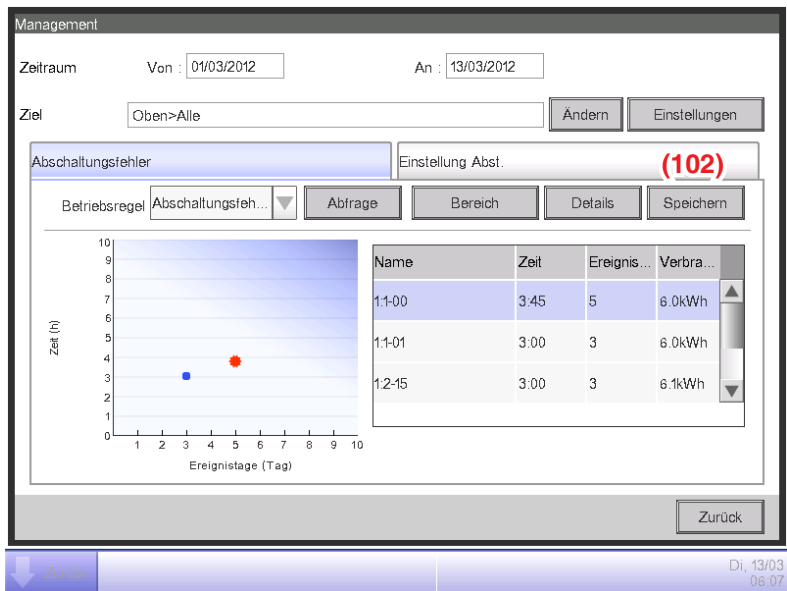 Management
Zeitraum Von : 01/03/2012 An : 13/03/2012
Ziel Oben>Alle Ändern Einstellungen
Abschaltungsfehler Einstellung Abst. (102)
Betriebsregel Abschaltungsfeh... Abfrage Bereich Details Speichern
Name Zeit Ereignis... Verbra...
1:1-00 3:45 5 6.0kWh
1:1-01 3:00 3 6.0kWh
1:2-15 3:00 3 6.1kWh
Zeit (h)
10
9
8
7
6
5
4
3
2
1
0
1 2 3 4 5 6 7 8 9 10
Ereignistage (Tag)
Zurück
Di, 13/03
06:07